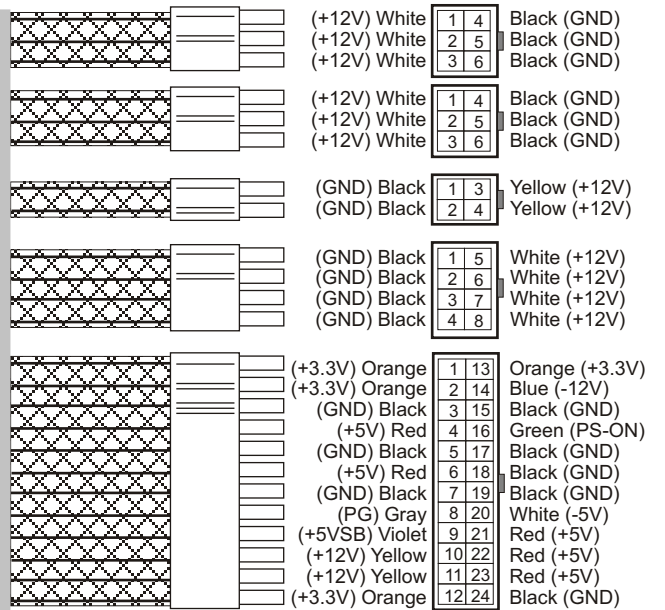 (+12V) White 1 4 Black (GND)
(+12V) White 2 5 Black (GND)
(+12V) White 3 6 Black (GND)
(+12V) White 1 4 Black (GND)
(+12V) White 2 5 Black (GND)
(+12V) White 3 6 Black (GND)
(GND) Black 1 3 Yellow (+12V)
(GND) Black 2 4 Yellow (+12V)
(GND) Black 1 5 White (+12V)
(GND) Black 2 6 White (+12V)
(GND) Black 3 7 White (+12V)
(GND) Black 4 8 White (+12V)
(+3.3V) Orange 1 13 Orange (+3.3V)
(+3.3V) Orange 2 14 Blue (-12V)
(GND) Black 3 15 Black (GND)
(+5V) Red 4 16 Green (PS-ON)
(GND) Black 5 17 Black (GND)
(+5V) Red 6 18 Black (GND)
(GND) Black 7 19 Black (GND)
(PG) Gray 8 20 White (-5V)
(+5VSB) Violet 9 21 Red (+5V)
(+12V) Yellow 10 22 Red (+5V)
(+12V) Yellow 11 23 Red (+5V)
(+3.3V) Orange 12 24 Black (GND)